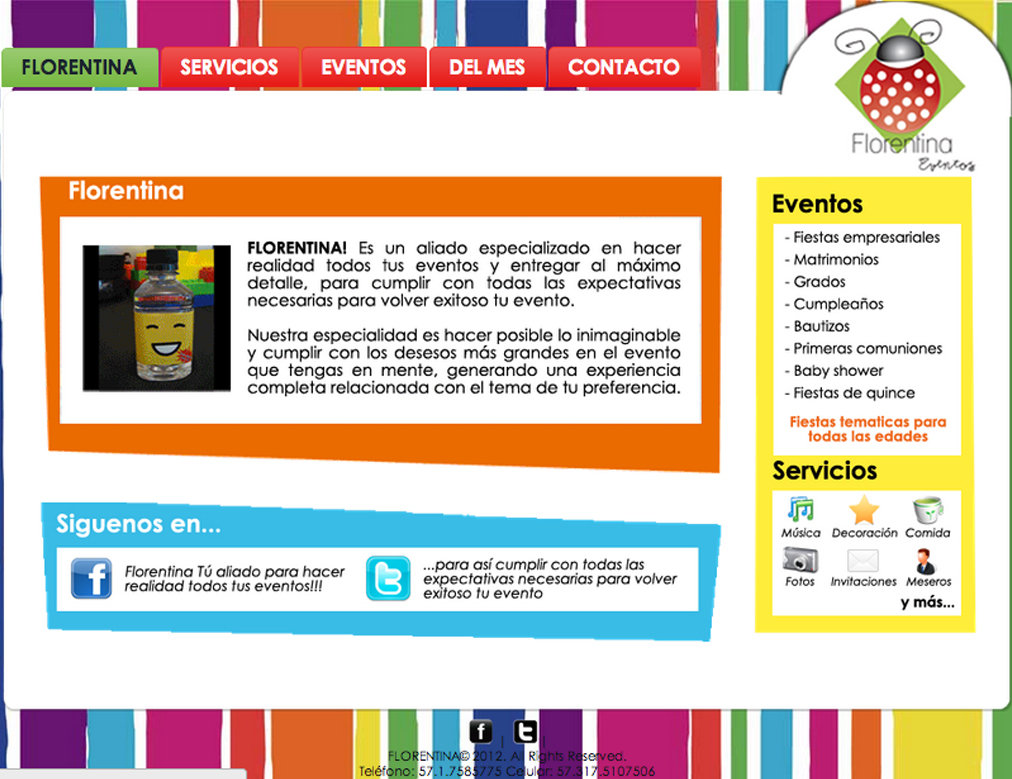 FLORENTINA
SERVICIOS
EVENTOS
DEL MES
CONTACTO
Florentina
Eventos
Florentina
FLORENTINA! Es un aliado especializado en hacer
realidad todos tus eventos y entregar al máximo
detalle, para cumplir con todas las expectativas
necesarias para volver exitoso tu evento.
Nuestra especialidad es hacer posible lo inimaginable
y cumplir con los desesos más grandes en el evento
que tengas en mente, generando una experiencia
completa relacionada con el tema de tu preferencia.
Siguenos en...
Florentina Tú aliado para hacer
realidad todos tus eventos!!!
...para así cumplir con todas las
expectativas necesarias para volver
exitoso tu evento
Eventos
- Fiestas empresariales
- Matrimonios
- Grados
- Cumpleaños
- Bautizos
- Primeras comuniones
- Baby shower
- Fiestas de quince
Fiestas tematicas para
todas las edades
Servicios
Música
Decoración
Comida
Fotos
Invitaciones
Meseros
y más...
|
FLORENTINA© 2012. All Rights Reserved.
Teléfono: 57.1.7585775 Celular: 57.317.5107506